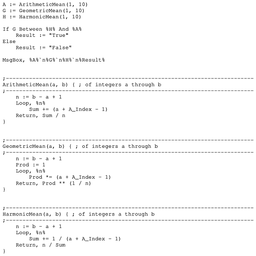 A := ArithmeticMean(1, 10)
G := GeometricMean(1, 10)
H := HarmonicMean(1, 10)
If G Between %H% And %A%
Result := "True"
Else
Result := "False"
MsgBox, %A%`n%G%`n%H%`n%Result%
;---------------------------------------------------------------------------
ArithmeticMean(a, b) { ; of integers a through b
;---------------------------------------------------------------------------
n := b - a + 1
Loop, %n%
Sum += (a + A_Index - 1)
Return, Sum / n
}
;---------------------------------------------------------------------------
GeometricMean(a, b) { ; of integers a through b
;---------------------------------------------------------------------------
n := b - a + 1
Prod := 1
Loop, %n%
Prod *= (a + A_Index - 1)
Return, Prod ** (1 / n)
}
;---------------------------------------------------------------------------
HarmonicMean(a, b) { ; of integers a through b
;---------------------------------------------------------------------------
n := b - a + 1
Loop, %n%
Sum += 1 / (a + A_Index - 1)
Return, n / Sum
}